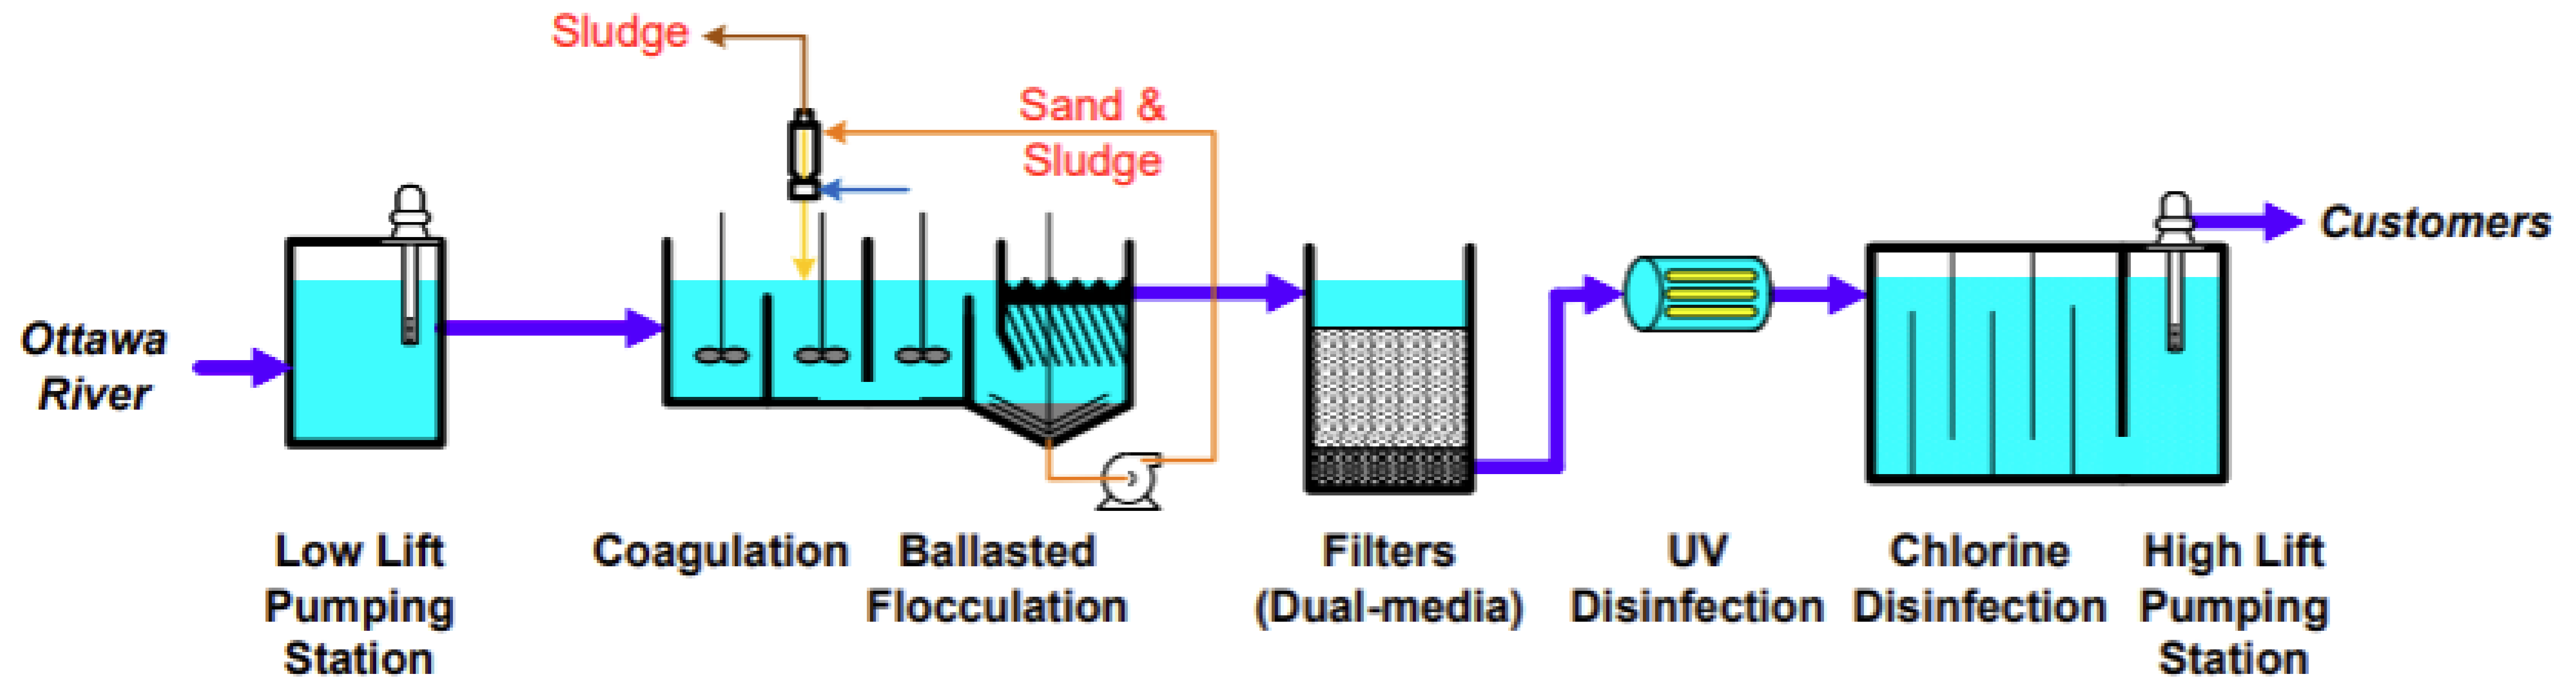 Sludge
Sand &
Sludge
Ottawa
River
Customers
Low Lift
Pumping
Station
Coagulation
Ballasted
Flocculation
Filters
(Dual-media)
UV
Disinfection
Chlorine
Disinfection
High Lift
Pumping
Station